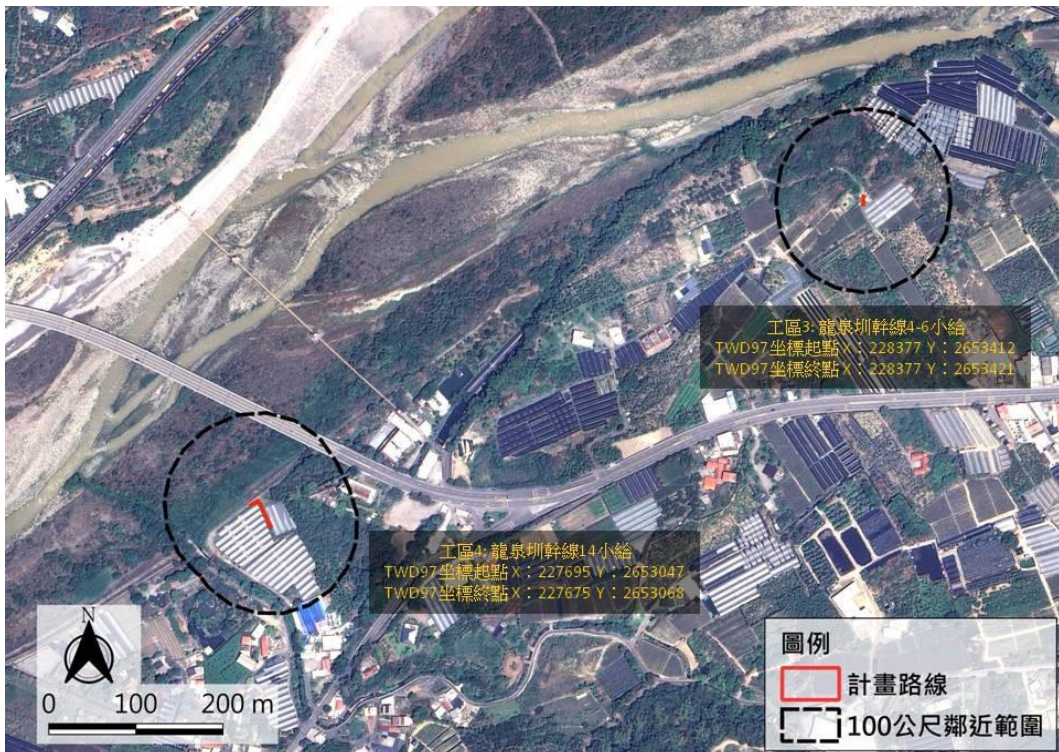 工區3: 龍泉圳幹線4-6小給
TWD97坐標起點X：228377 Y：2653412
TWD97坐標終點X：228377 Y：2653421
工區4: 龍泉圳幹線14小給
TWD97坐標起點X：227695 Y：2653047
TWD97坐標終點X：227675 Y：2653068
N
0 100 200 m
圖例
計畫路線
100公尺鄰近範圍